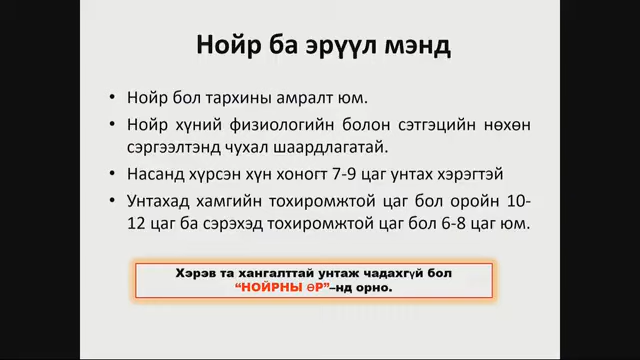 Нойр ба эрүүл мэнд
• Нойр бол тархины амралт юм.
• Нойр хүний физиологийн болон сэтгэцийн нөхөн
сэргээлтэнд чухал шаардлагатай.
• Насанд хүрсэн хүн хоногт 7-9 цаг унтах хэрэгтэй
• Унтахад хамгийн тохиромжтой цаг бол оройн 10-
12 цаг ба сэрэхэд тохиромжтой цаг бол 6-8 цаг юм.
Хэрэв та хангалттай унтаж чадахгүй бол
“НОЙРНЫ ӨР”–нд орно.